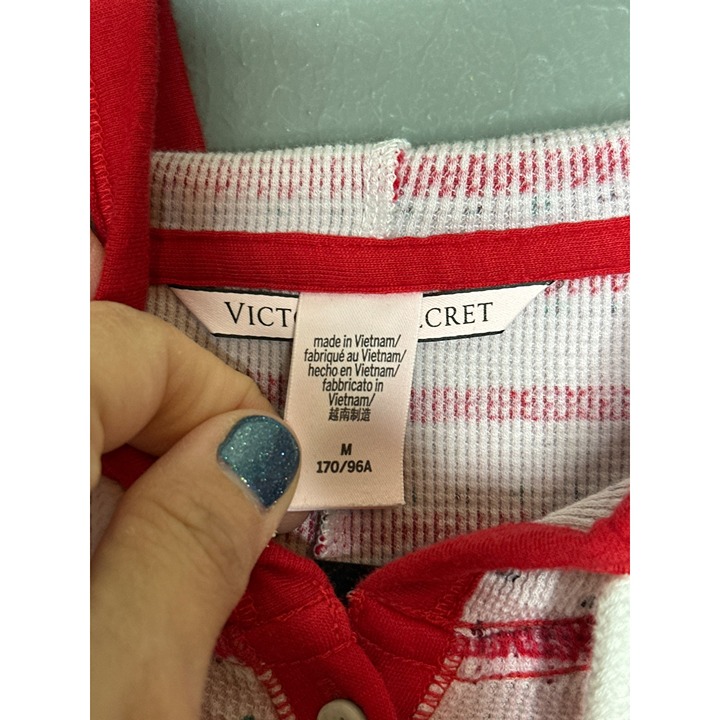 VICT CRET
made in Vietnam/
fabriqué au Vietnam/
hecho en Vietnam/
fabbricato in
Vietnam/
越南制造
M
170/96A